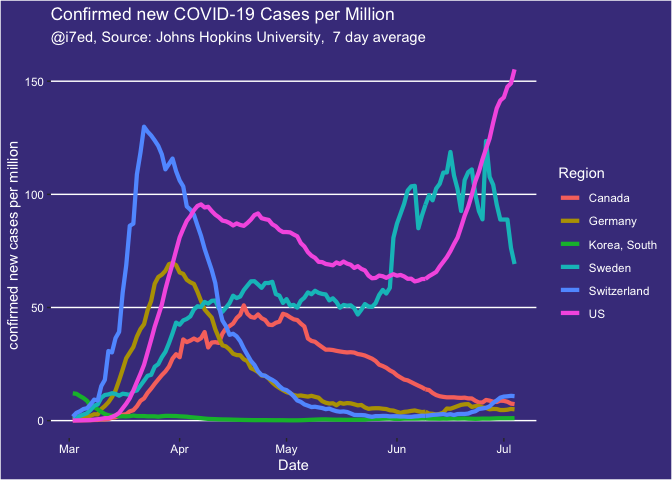 Confirmed new COVID-19 Cases per Million
@i7ed, Source: Johns Hopkins University,  7 day average
confirmed new cases per million
150
100
50
0
Mar
Apr
May
Jun
Jul
Date
Region
Canada
Germany
Korea, South
Sweden
Switzerland
US